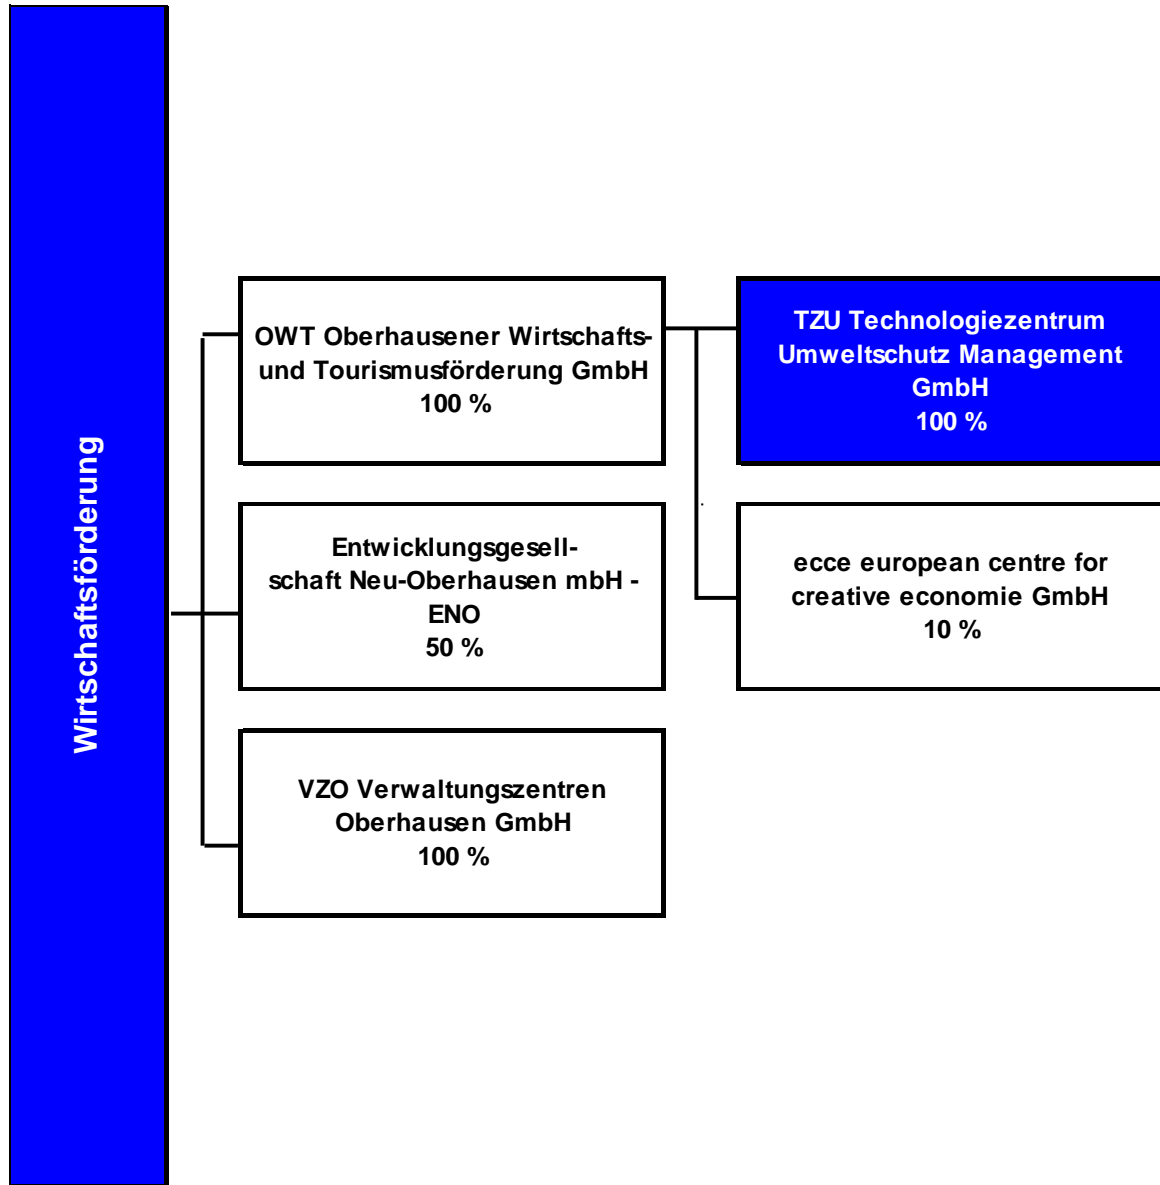 Wirtschaftsförderung
OWT Oberhausener Wirtschafts-
und Tourismusförderung GmbH
100 %
TZU Technologiezentrum
Umweltschutz Management
GmbH
100 %
Entwicklungsgesell-
schaft Neu-Oberhausen mbH -
ENO
50 %
ecce european centre for
creative economie GmbH
10 %
VZO Verwaltungszentren
Oberhausen GmbH
100 %